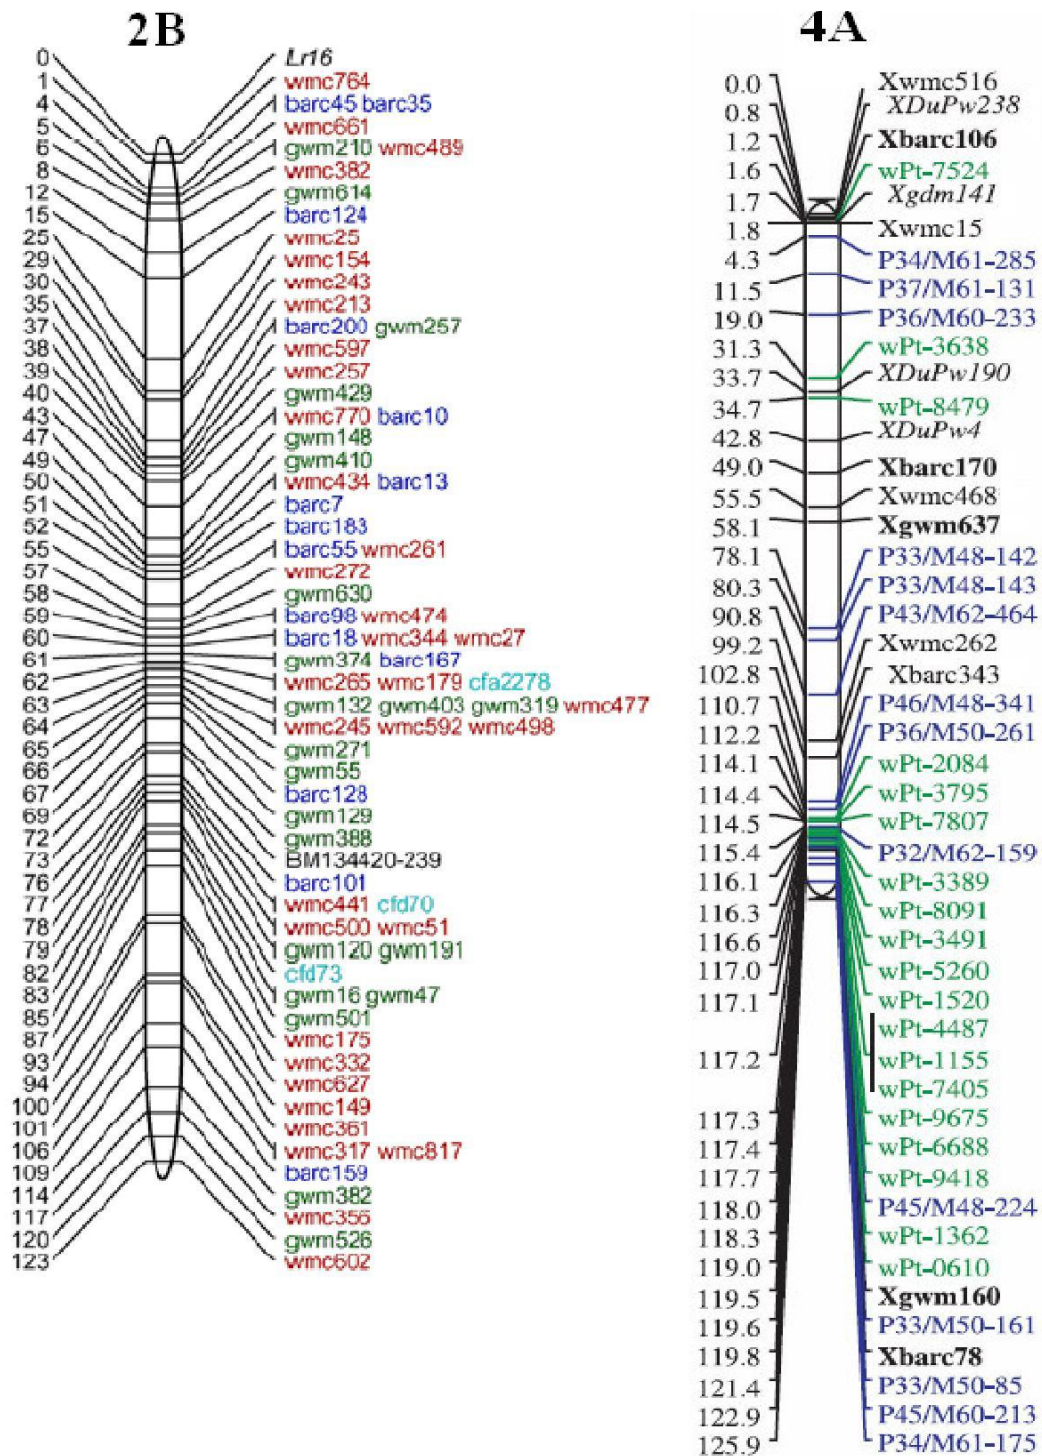 2B
0 Lr16
1 wmc764
4 barc45 barc35
5 wmc661
6 gwm210 wmc489
8 wmc382
12 gwm614
15 barc124
25 wmc25
29 wmc154
30 wmc243
35 wmc213
37 barc200 gwm257
38 wmc597
39 wmc257
40 gwm429
43 wmc770 barc10
47 gwm148
49 gwm410
50 wmc434 barc13
51 barc7
52 barc183
55 barc55 wmc261
57 wmc272
58 gwm630
59 barc98 wmc474
60 barc18 wmc344 wmc27
61 gwm374 barc167
62 wmc265 wmc179 cfa2278
63 gwm132 gwm403 gwm319 wmc477
64 wmc245 wmc592 wmc498
65 gwm271
66 gwm55
67 barc128
69 gwm129
72 gwm388
73 BM134420-239
76 barc101
77 wmc441 cfd70
78 wmc500 wmc51
79 gwm120 gwm191
82 cfd73
83 gwm16 gwm47
85 gwm501
87 wmc175
93 wmc332
94 wmc627
100 wmc149
101 wmc361
106 wmc317 wmc817
109 barc159
114 gwm382
117 wmc356
120 gwm526
123 wmc602
4A
0.0 Xwmc516
0.8 XDuPw238
1.2 Xbarc106
1.6 wPt-7524
1.7 Xgdm141
1.8 Xwmc15
4.3 P34/M61-285
11.5 P37/M61-131
19.0 P36/M60-233
31.3 wPt-3638
33.7 XDuPw190
34.7 wPt-8479
42.8 XDuPw4
49.0 Xbarc170
55.5 Xwmc468
58.1 Xgwm637
78.1 P33/M48-142
80.3 P33/M48-143
90.8 P43/M62-464
99.2 Xwmc262
102.8 Xbarc343
110.7 P46/M48-341
112.2 P36/M50-261
114.1 wPt-2084
114.4 wPt-3795
114.5 wPt-7807
115.4 P32/M62-159
116.1 wPt-3389
116.3 wPt-8091
116.6 wPt-3491
117.0 wPt-5260
117.1 wPt-1520
wPt-4487
117.2 wPt-1155
wPt-7405
117.3 wPt-9675
117.4 wPt-6688
117.7 wPt-9418
118.0 P45/M48-224
118.3 wPt-1362
119.0 wPt-0610
119.5 Xgwm160
119.6 P33/M50-161
119.8 Xbarc78
121.4 P33/M50-85
122.9 P45/M60-213
125.9 P34/M61-175